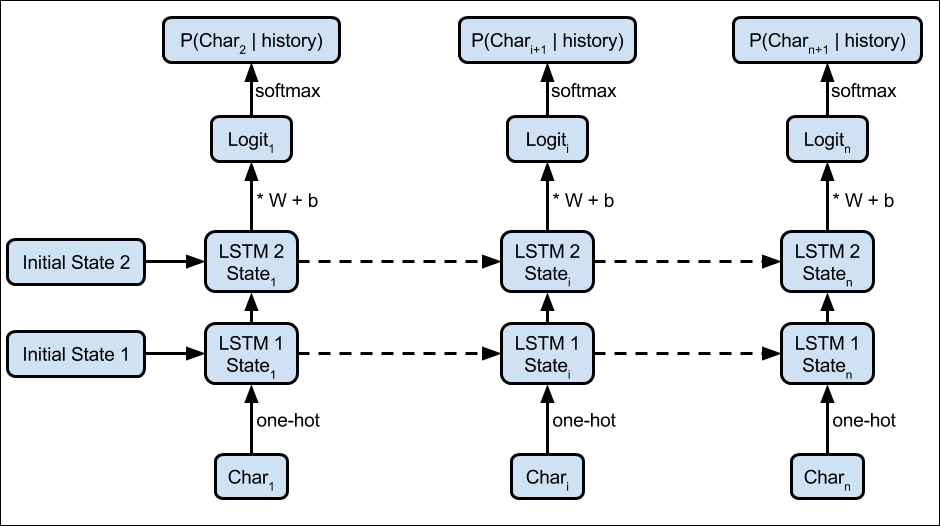 P(Char2 | history) P(Chari+1 | history) P(Charn+1 | history)
softmax softmax softmax
Logit1 Logiti Logitn
* W + b * W + b * W + b
Initial State 2
LSTM 2
State1
LSTM 2
Statei
LSTM 2
Staten
Initial State 1
LSTM 1
State1
LSTM 1
Statei
LSTM 1
Staten
one-hot one-hot one-hot
Char1 Chari Charn